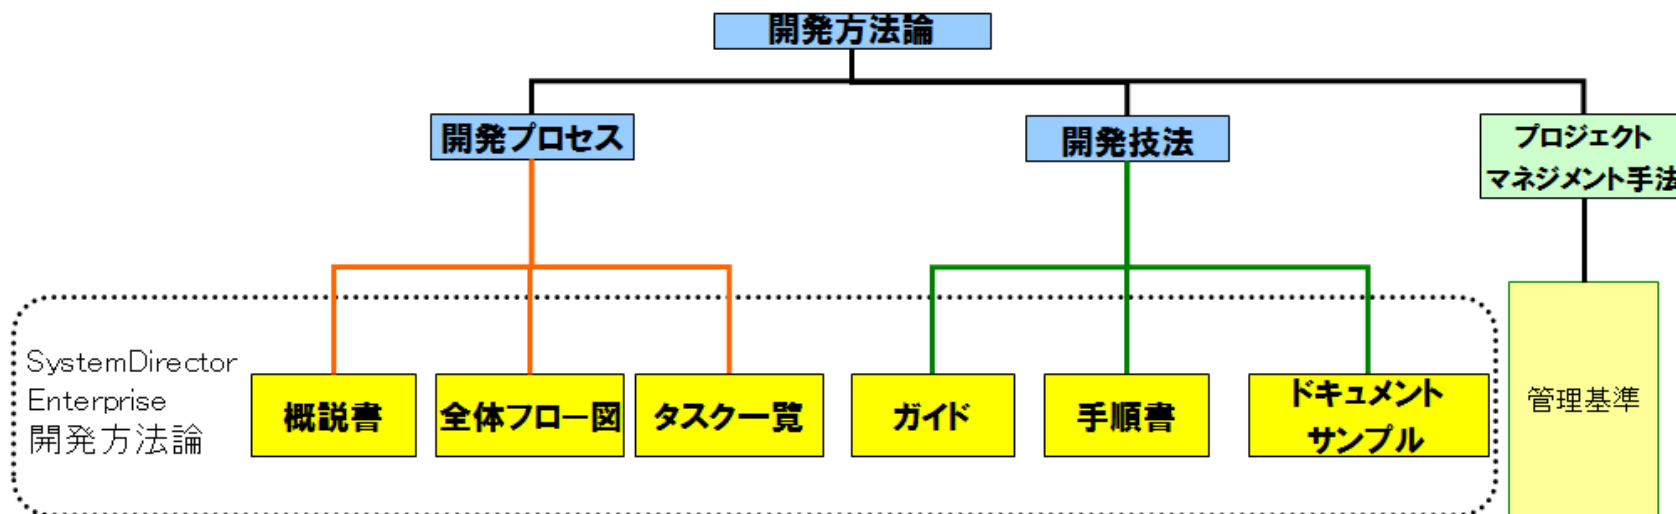 開発方法論
開発プロセス
開発技法
プロジェクト
マネジメント手法
SystemDirector
Enterprise
開発方法論
概説書
全体フロー図
タスク一覧
ガイド
手順書
ドキュメント
サンプル
管理基準